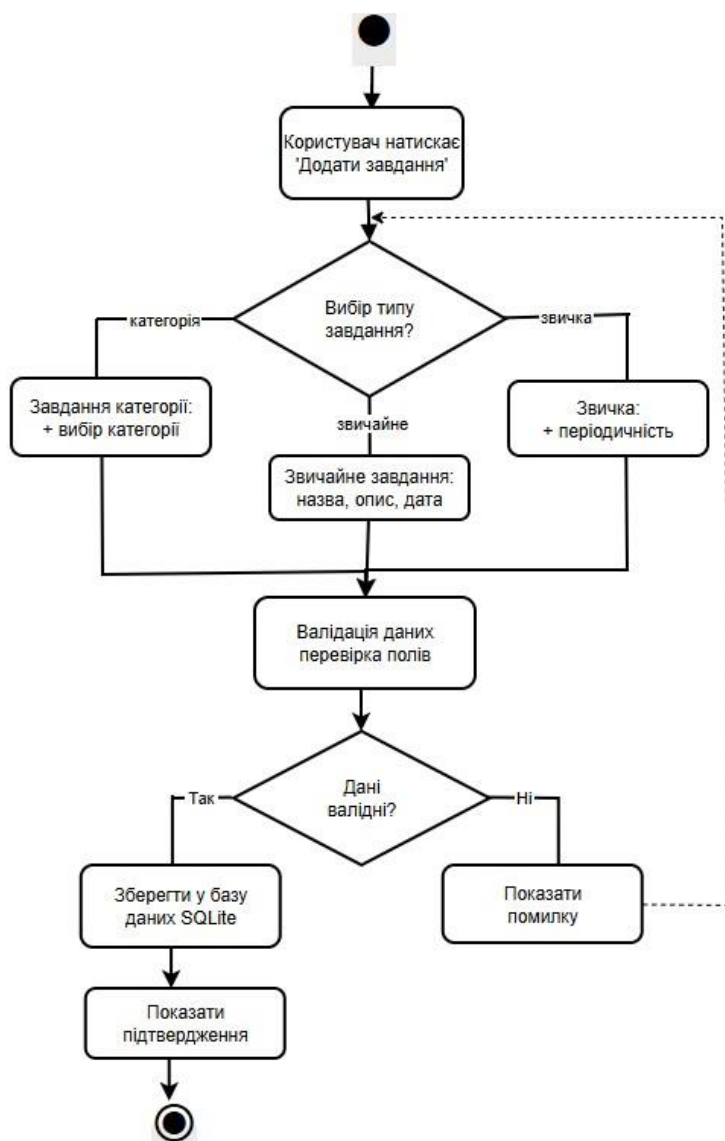 Користувач натискає
'Додати завдання'
Вибір типу
завдання?
категорія
звичка
Завдання категорії:
+ вибір категорії
звичайне
Звичка:
+ періодичність
Звичайне завдання:
назва, опис, дата
Валідація даних
перевірка полів
Дані
валідні?
Так
Ні
Зберегти у базу
даних SQLite
Показати
помилку
Показати
підтвердження